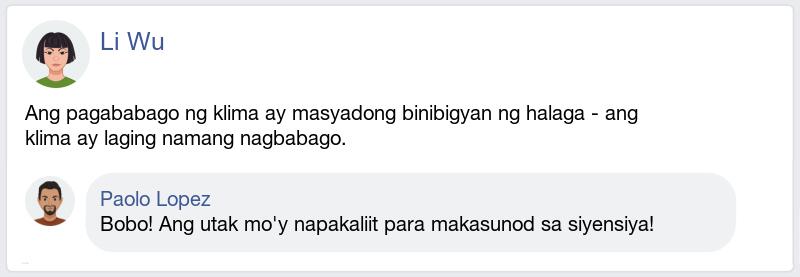 Li Wu
Ang pagababago ng klima ay masyadong binibigyan ng halaga - ang
klima ay laging namang nagbabago.
Paolo Lopez
Bobo! Ang utak mo'y napakaliit para makasunod sa siyensiya!